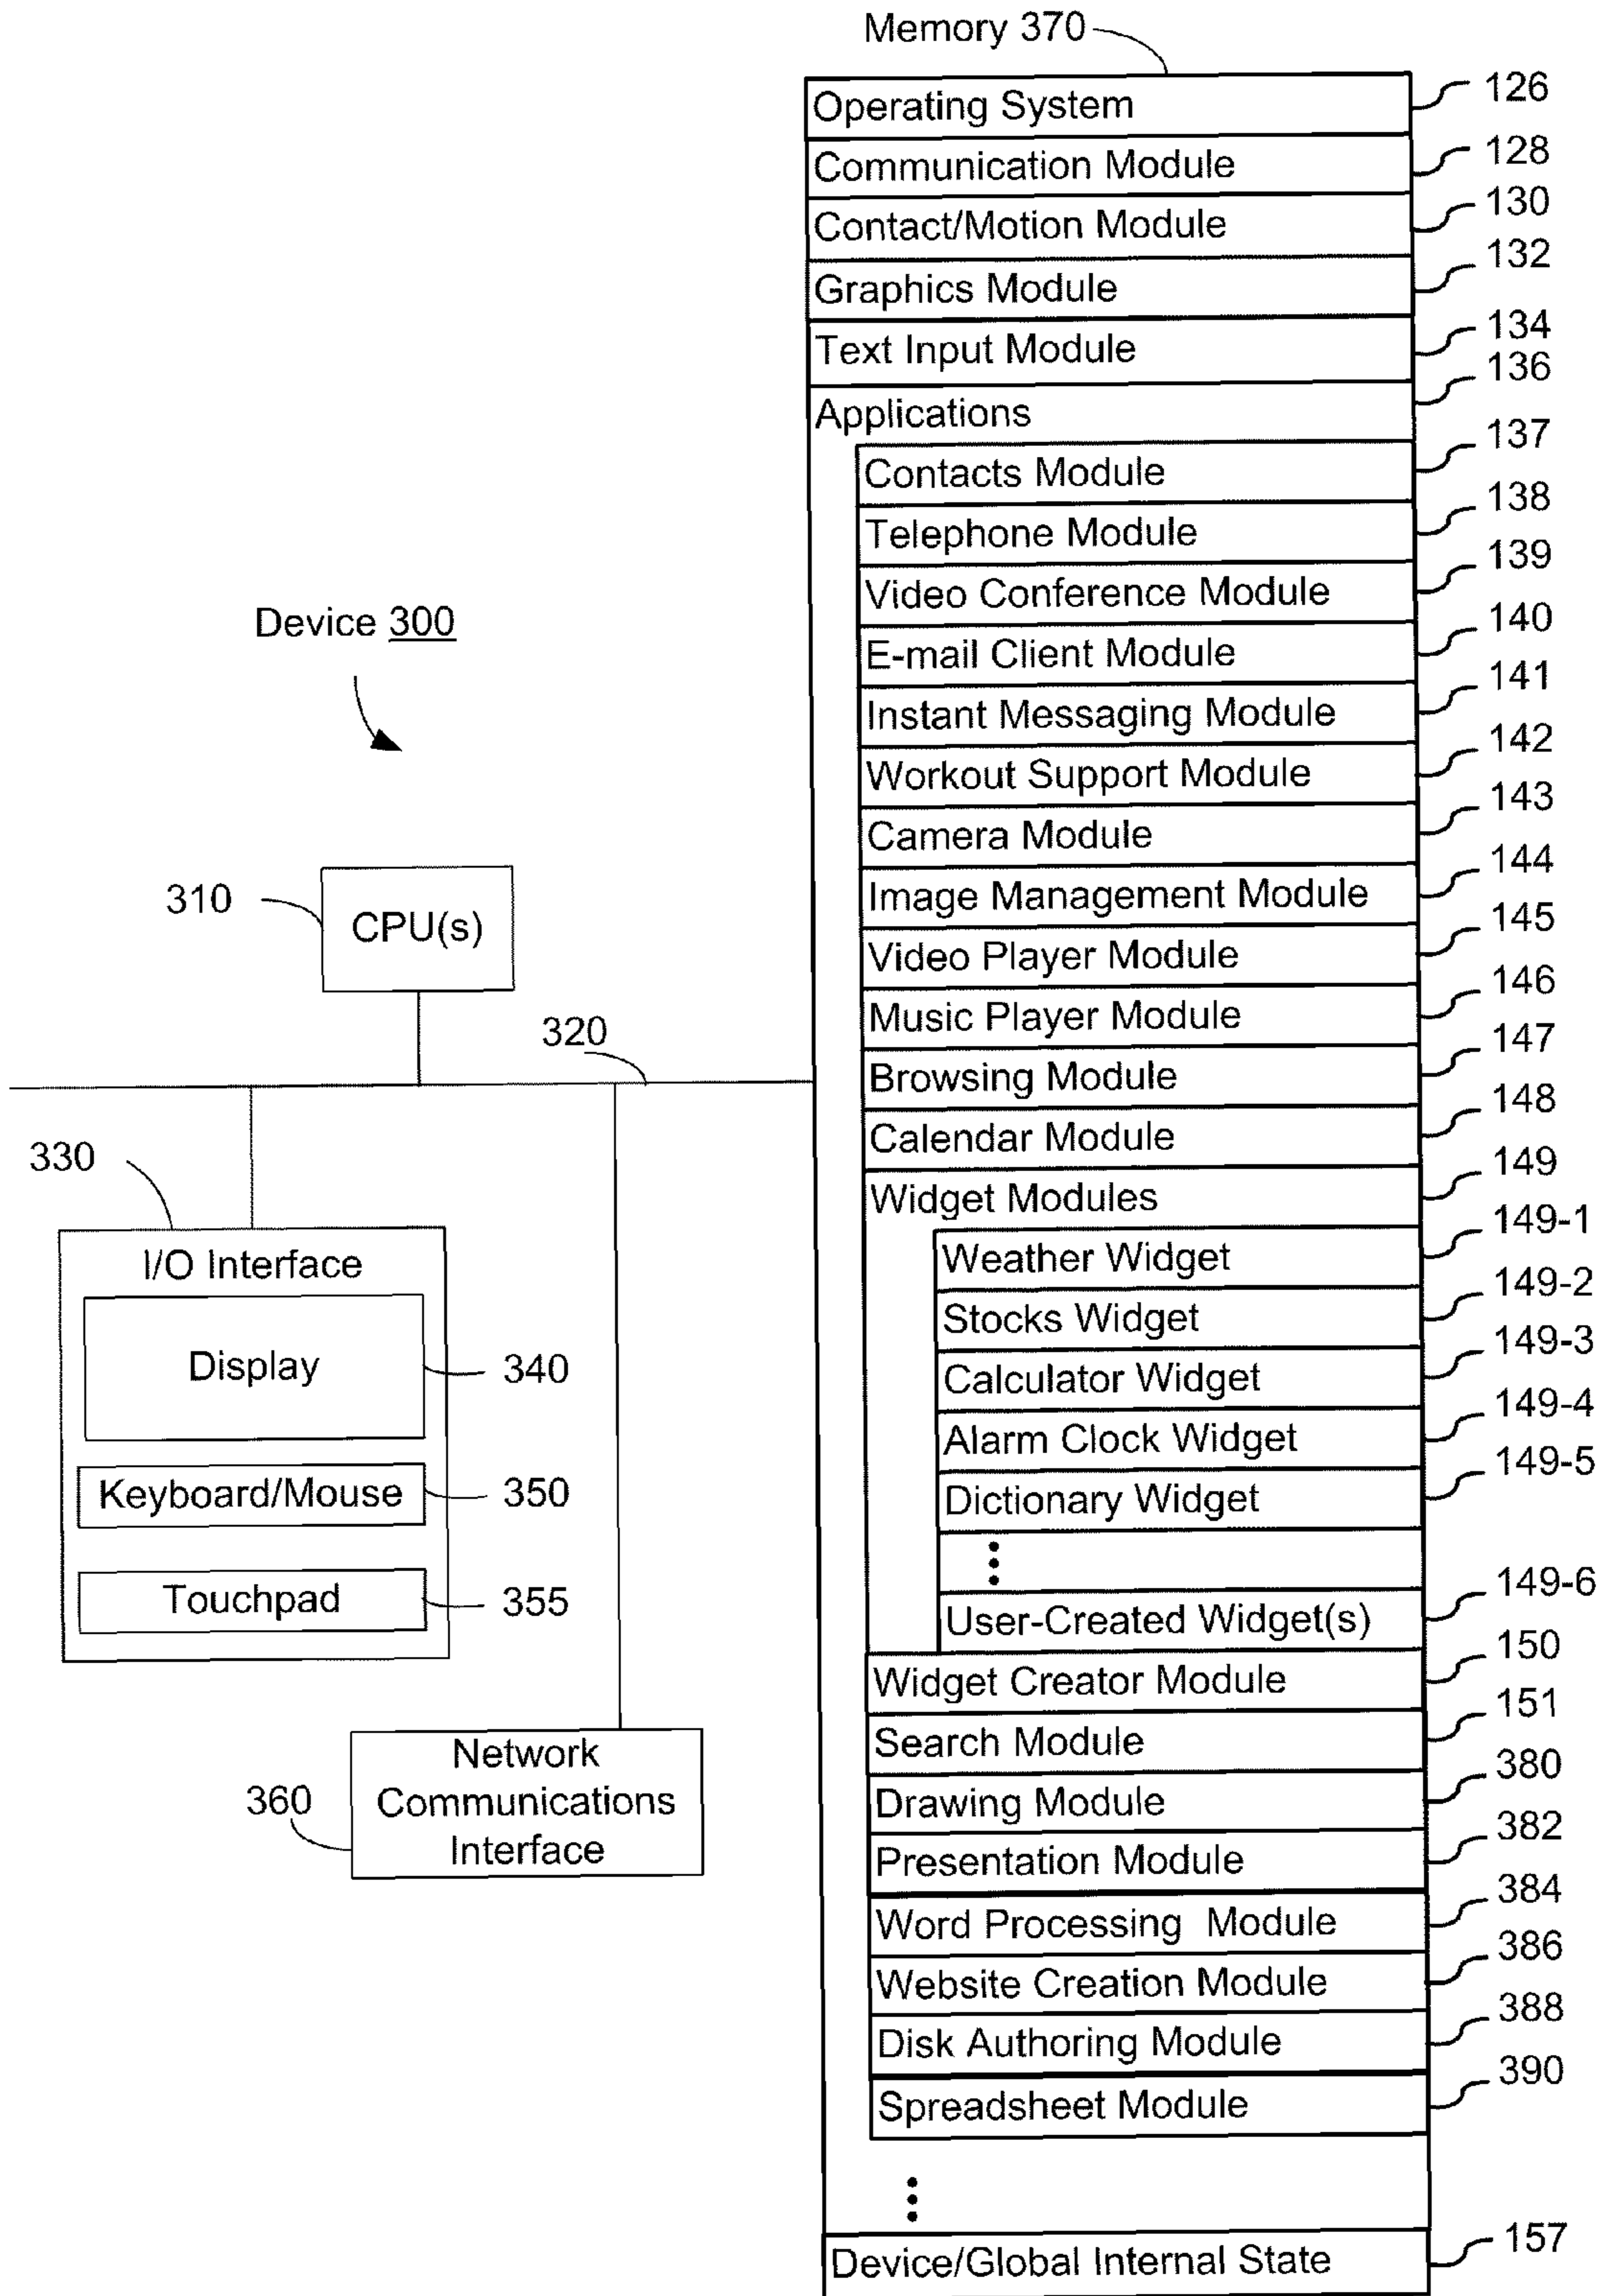 Memory 370
Operating System 126
Communication Module 128
Contact/Motion Module 130
Graphics Module 132
Text Input Module 134
Applications 136
Contacts Module 137
Telephone Module 138
Video Conference Module 139
E-mail Client Module 140
Instant Messaging Module 141
Workout Support Module 142
Camera Module 143
Image Management Module 144
Video Player Module 145
Music Player Module 146
Browsing Module 147
Calendar Module 148
Widget Modules 149
Weather Widget 149-1
Stocks Widget 149-2
Calculator Widget 149-3
Alarm Clock Widget 149-4
Dictionary Widget 149-5
User-Created Widget(s) 149-6
Widget Creator Module 150
Search Module 151
Drawing Module 380
Presentation Module 382
Word Processing Module 384
Website Creation Module 386
Disk Authoring Module 388
Spreadsheet Module 390
Device/Global Internal State 157
Device 300
310 CPU(s)
320
330
I/O Interface
Display 340
Keyboard/Mouse 350
Touchpad 355
360
Network
Communications
Interface